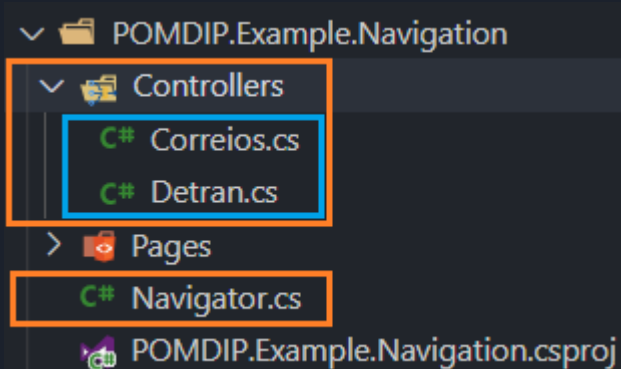 POMDIP.Example.Navigation
Controllers
C# Correios.cs
C# Detran.cs
Pages
C# Navigator.cs
POMDIP.Example.Navigation.csproj